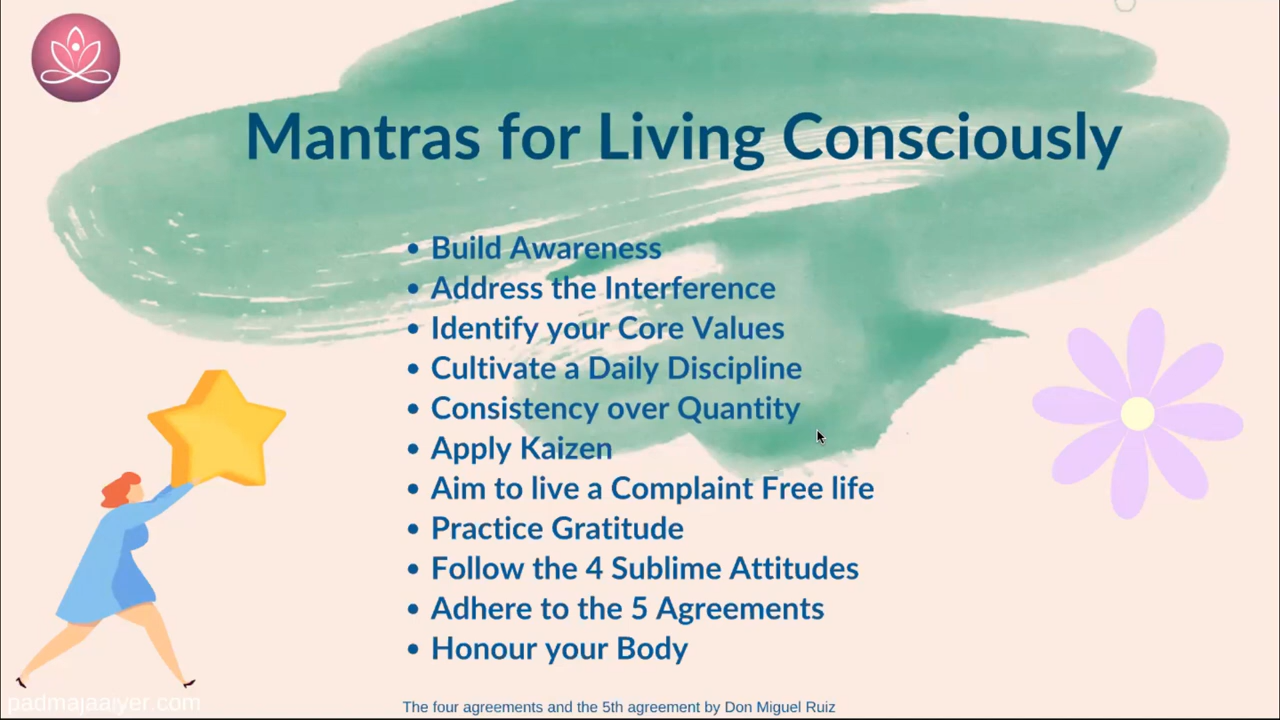 Mantras for Living Consciously
• Build Awareness
• Address the Interference
• Identify your Core Values
• Cultivate a Daily Discipline
• Consistency over Quantity
• Apply Kaizen
• Aim to live a Complaint Free life
• Practice Gratitude
• Follow the 4 Sublime Attitudes
• Adhere to the 5 Agreements
• Honour your Body
padmajaaiyer.com
The four agreements and the 5th agreement by Don Miguel Ruiz